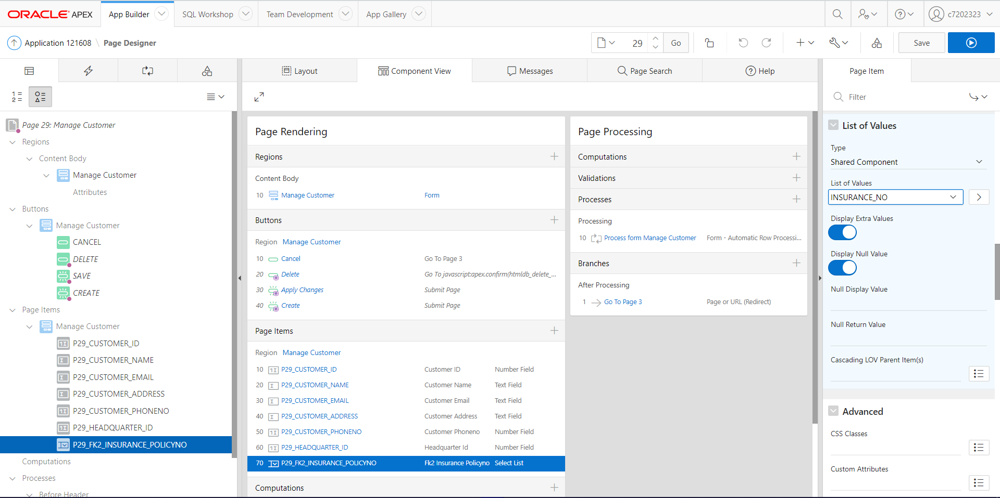 ORACLE APEX
App Builder
SQL Workshop
Team Development
App Gallery
c7202323
Application 121608 \ Page Designer
29
Go
Save
Layout
Component View
Messages
Page Search
Help
Page Item
Filter
Page 29: Manage Customer
Regions
Content Body
Manage Customer
Attributes
Buttons
Manage Customer
CANCEL
DELETE
SAVE
CREATE
Page Items
Manage Customer
P29_CUSTOMER_ID
P29_CUSTOMER_NAME
P29_CUSTOMER_EMAIL
P29_CUSTOMER_ADDRESS
P29_CUSTOMER_PHONENO
P29_HEADQUARTER_ID
P29_FK2_INSURANCE_POLICYNO
Computations
Processes
Before Header
Page Rendering
Regions
Content Body
10 Manage Customer Form
Buttons
Region Manage Customer
10 Cancel Go To Page 3
20 Delete Go To javascript:apex.confirm(htmldb_delete_...
30 Apply Changes Submit Page
40 Create Submit Page
Page Items
Region Manage Customer
10 P29_CUSTOMER_ID Customer ID Number Field
20 P29_CUSTOMER_NAME Customer Name Text Field
30 P29_CUSTOMER_EMAIL Customer Email Text Field
40 P29_CUSTOMER_ADDRESS Customer Address Text Field
50 P29_CUSTOMER_PHONENO Customer Phoneno Number Field
60 P29_HEADQUARTER_ID Headquarter Id Number Field
70 P29_FK2_INSURANCE_POLICYNO Fk2 Insurance Policyno Select List
Computations
Page Processing
Computations
Validations
Processes
Processing
10 Process form Manage Customer Form - Automatic Row Processi...
Branches
After Processing
1 Go To Page 3 Page or URL (Redirect)
List of Values
Type
Shared Component
List of Values
INSURANCE_NO
Display Extra Values
Display Null Value
Null Display Value
Null Return Value
Cascading LOV Parent Item(s)
Advanced
CSS Classes
Custom Attributes